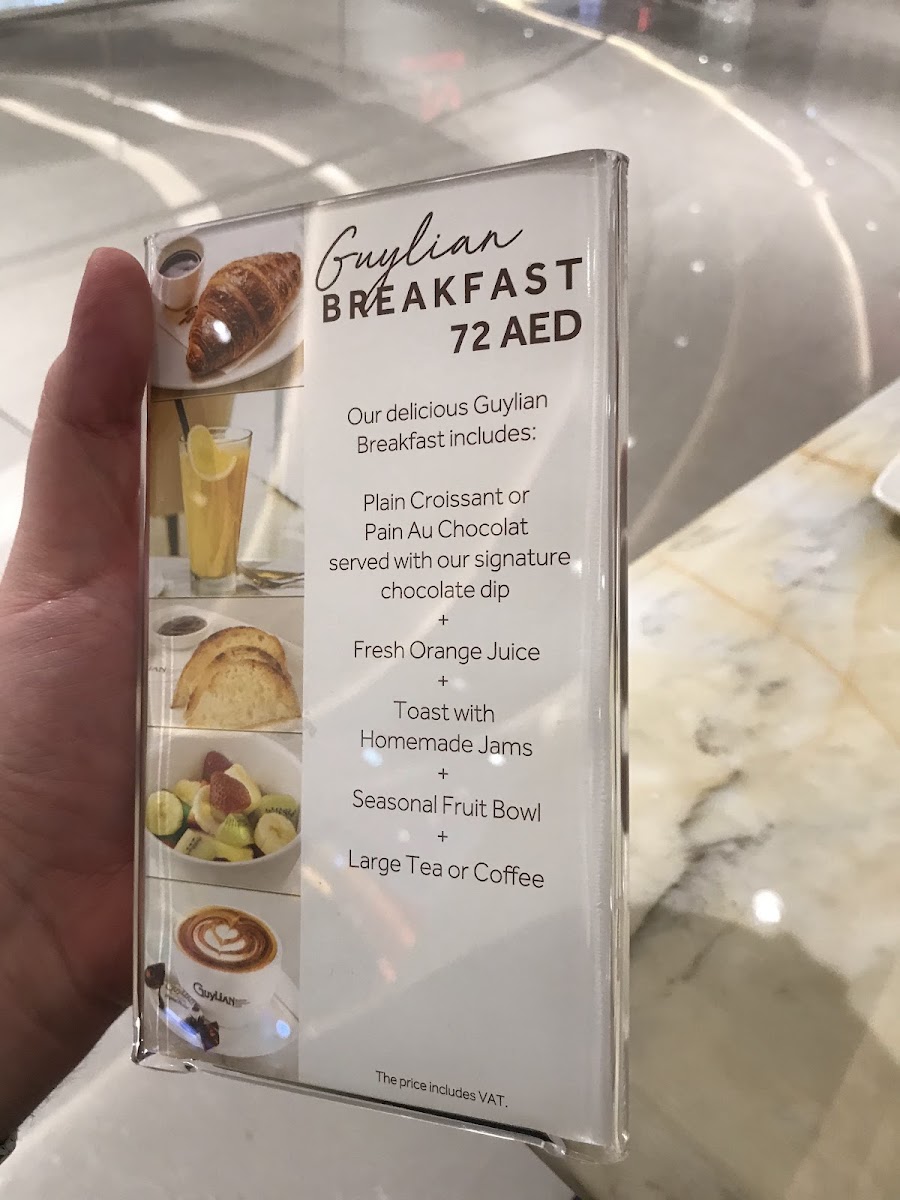 Guylian
BREAKFAST
72 AED
Our delicious Guylian
Breakfast includes:
Plain Croissant or
Pain Au Chocolat
served with our signature
chocolate dip
+
Fresh Orange Juice
+
Toast with
Homemade Jams
+
Seasonal Fruit Bowl
+
Large Tea or Coffee
GUYLIAN
The price includes VAT.